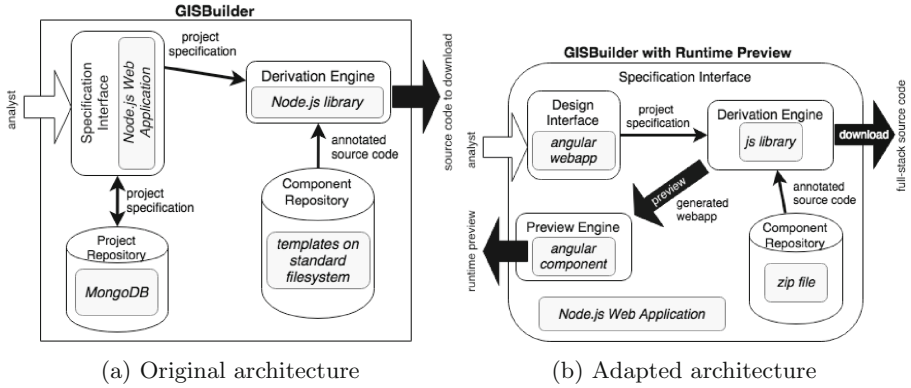 GISBuilder
analyst
Specification
Interface
Node.js Web
Application
project
specification
Derivation Engine
Node.js library
source code to download
annotated
source code
project
specification
Component
Repository
templates on
standard
filesystem
Project
Repository
MongoDB
(a) Original architecture
GISBuilder with Runtime Preview
Specification Interface
analyst
Design
Interface
angular
webapp
project
specification
Derivation Engine
js library
download
full-stack source code
preview
generated
webapp
annotated
source code
runtime preview
Preview Engine
angular
component
Component
Repository
zip file
Node.js Web Application
(b) Adapted architecture